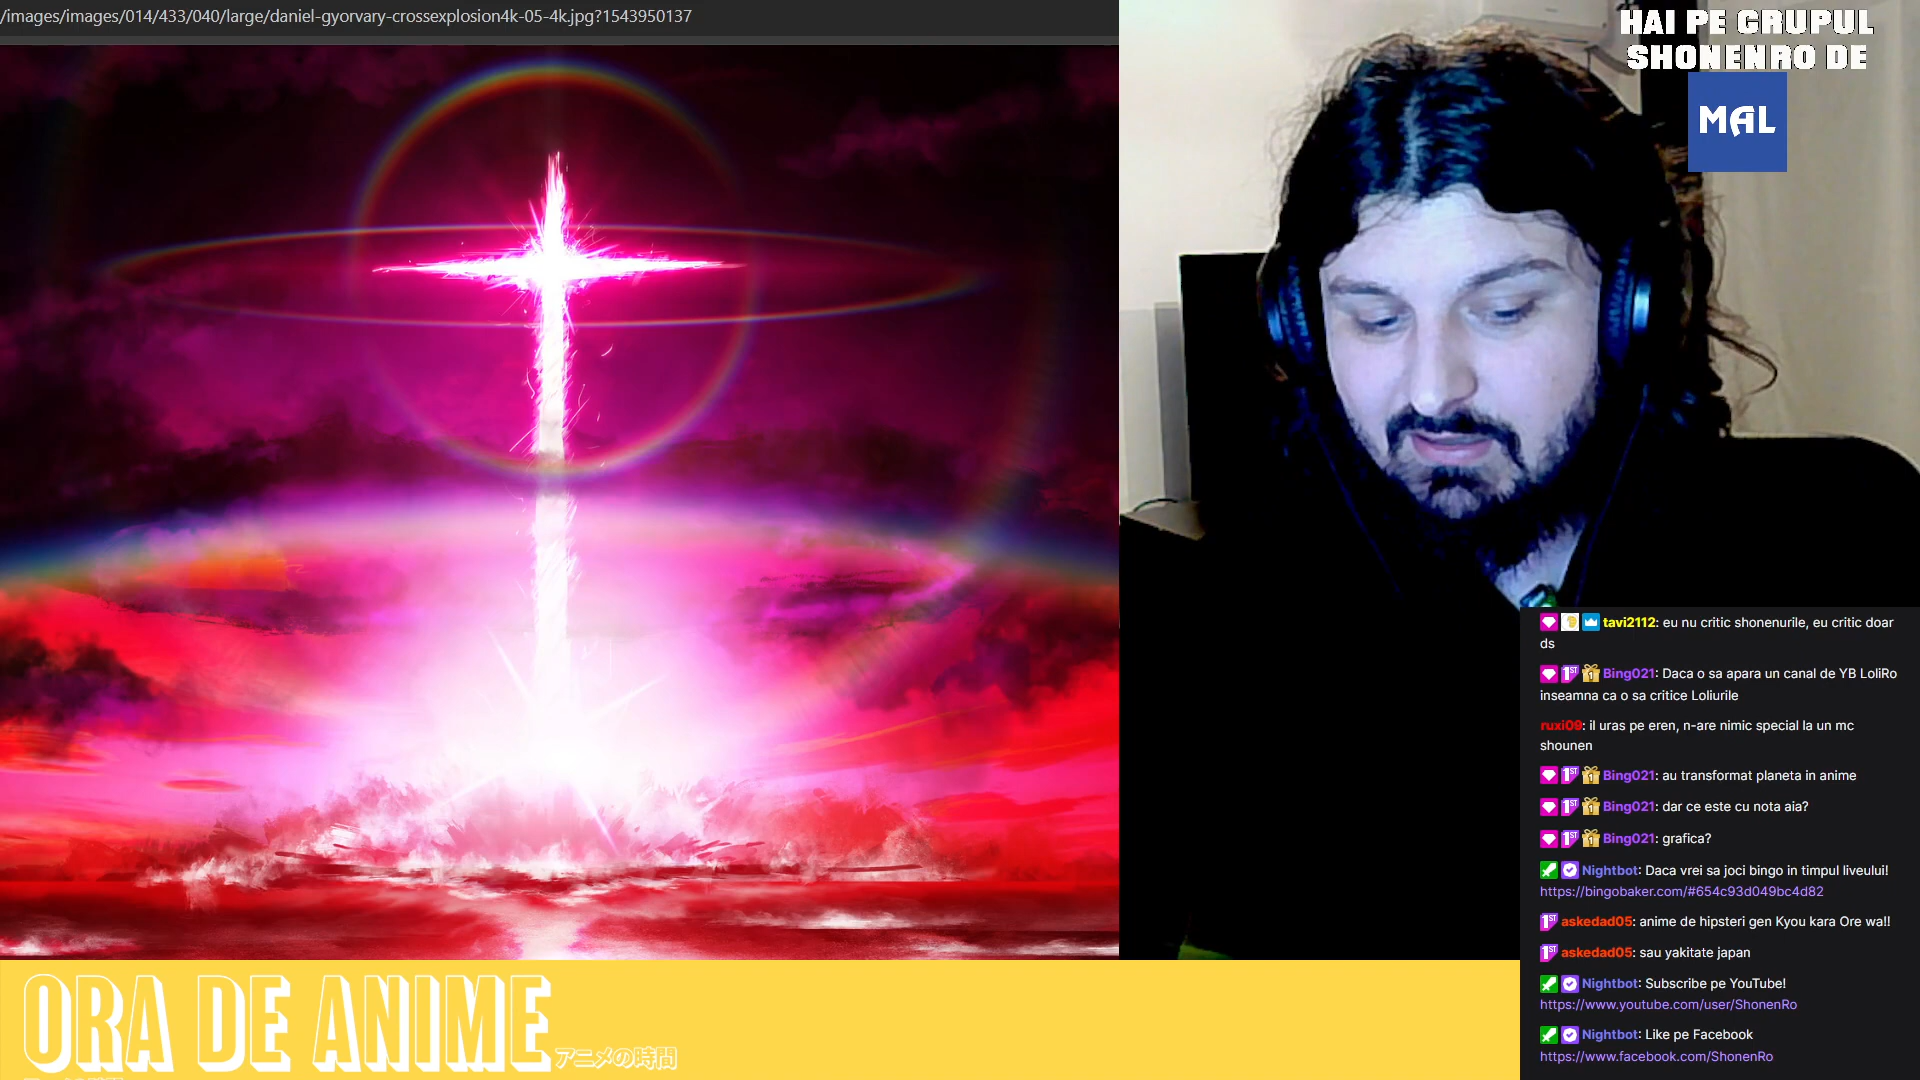 /images/images/014/433/040/large/daniel-gyorvary-crossexplosion4k-05-4k.jpg?1543950137
HAI PE GRUPUL
SHONENRO DE
MAL
tavi2112: eu nu critic shonenurile, eu critic doar
ds
Bing021: Daca o sa apara un canal de YB LoliRo
inseamna ca o sa critice Loliurile
ruxi09: il uras pe eren, n-are nimic special la un mc
shounen
Bing021: au transformat planeta in anime
Bing021: dar ce este cu nota aia?
Bing021: grafica?
Nightbot: Daca vrei sa joci bingo in timpul liveului!
https://bingobaker.com/#654c93d049bc4d82
1ST askedad05: anime de hipsteri gen Kyou kara Ore wa!!
1ST askedad05: sau yakitate japan
Nightbot: Subscribe pe YouTube!
https://www.youtube.com/user/ShonenRo
Nightbot: Like pe Facebook
https://www.facebook.com/ShonenRo
ORA DE ANIME
アニメの時間